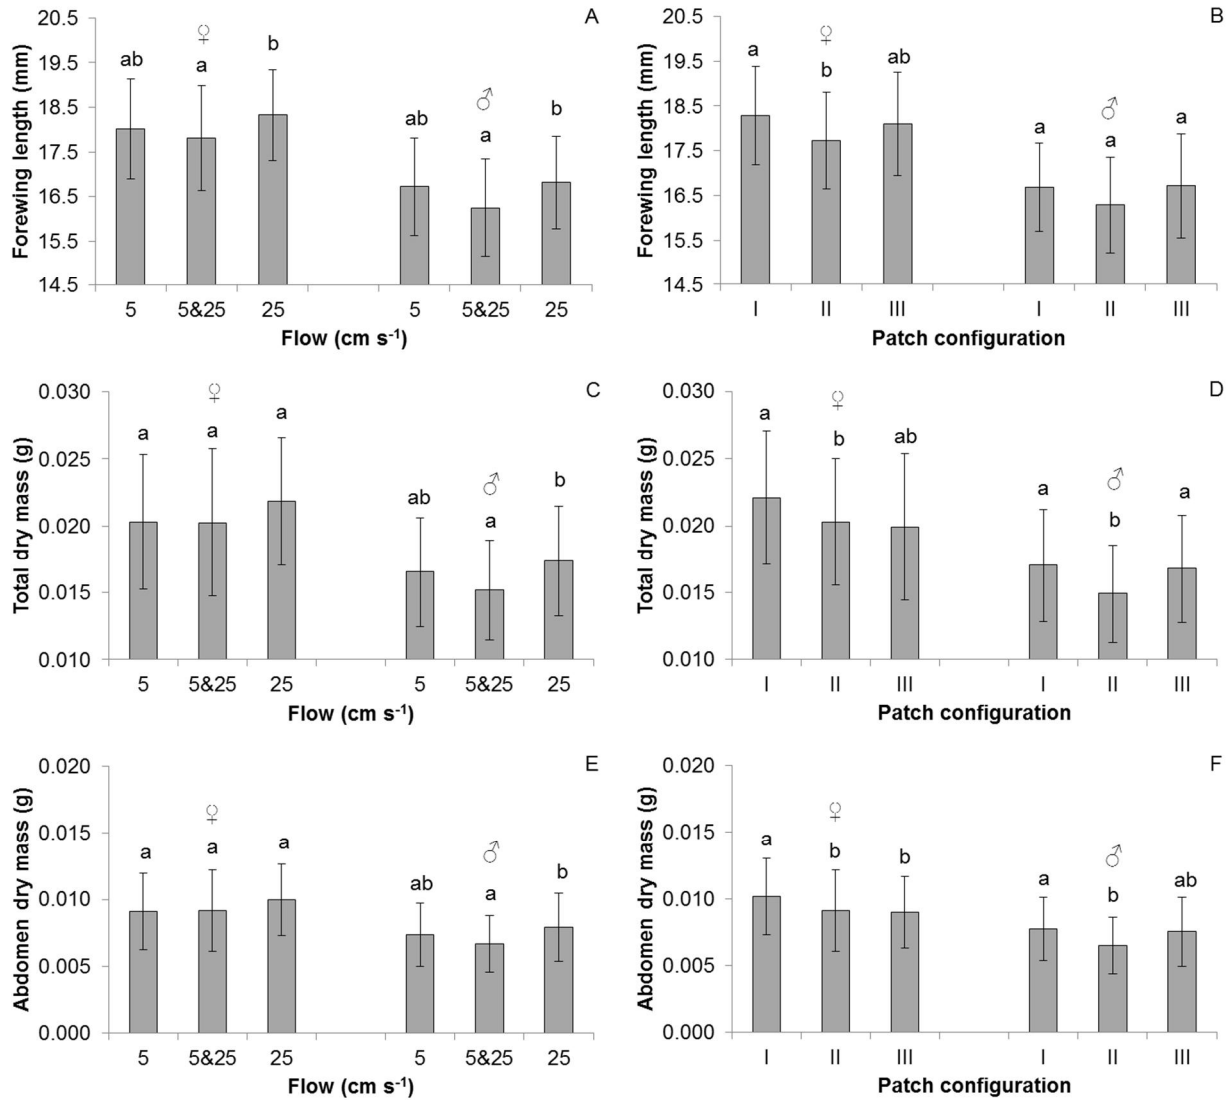 A
20.5
19.5
18.5
17.5
16.5
15.5
14.5
Forewing length (mm)
♀
ab
a
b
♂
ab
a
b
5
5&25
25
5
5&25
25
Flow (cm s⁻¹)
B
20.5
19.5
18.5
17.5
16.5
15.5
14.5
Forewing length (mm)
♀
a
b
ab
♂
a
a
a
I
II
III
I
II
III
Patch configuration
C
0.030
0.025
0.020
0.015
0.010
Total dry mass (g)
♀
a
a
a
♂
ab
a
b
5
5&25
25
5
5&25
25
Flow (cm s⁻¹)
D
0.030
0.025
0.020
0.015
0.010
Total dry mass (g)
♀
a
b
ab
♂
a
b
a
I
II
III
I
II
III
Patch configuration
E
0.020
0.015
0.010
0.005
0.000
Abdomen dry mass (g)
♀
a
a
a
♂
ab
a
b
5
5&25
25
5
5&25
25
Flow (cm s⁻¹)
F
0.020
0.015
0.010
0.005
0.000
Abdomen dry mass (g)
♀
a
b
b
♂
a
b
ab
I
II
III
I
II
III
Patch configuration